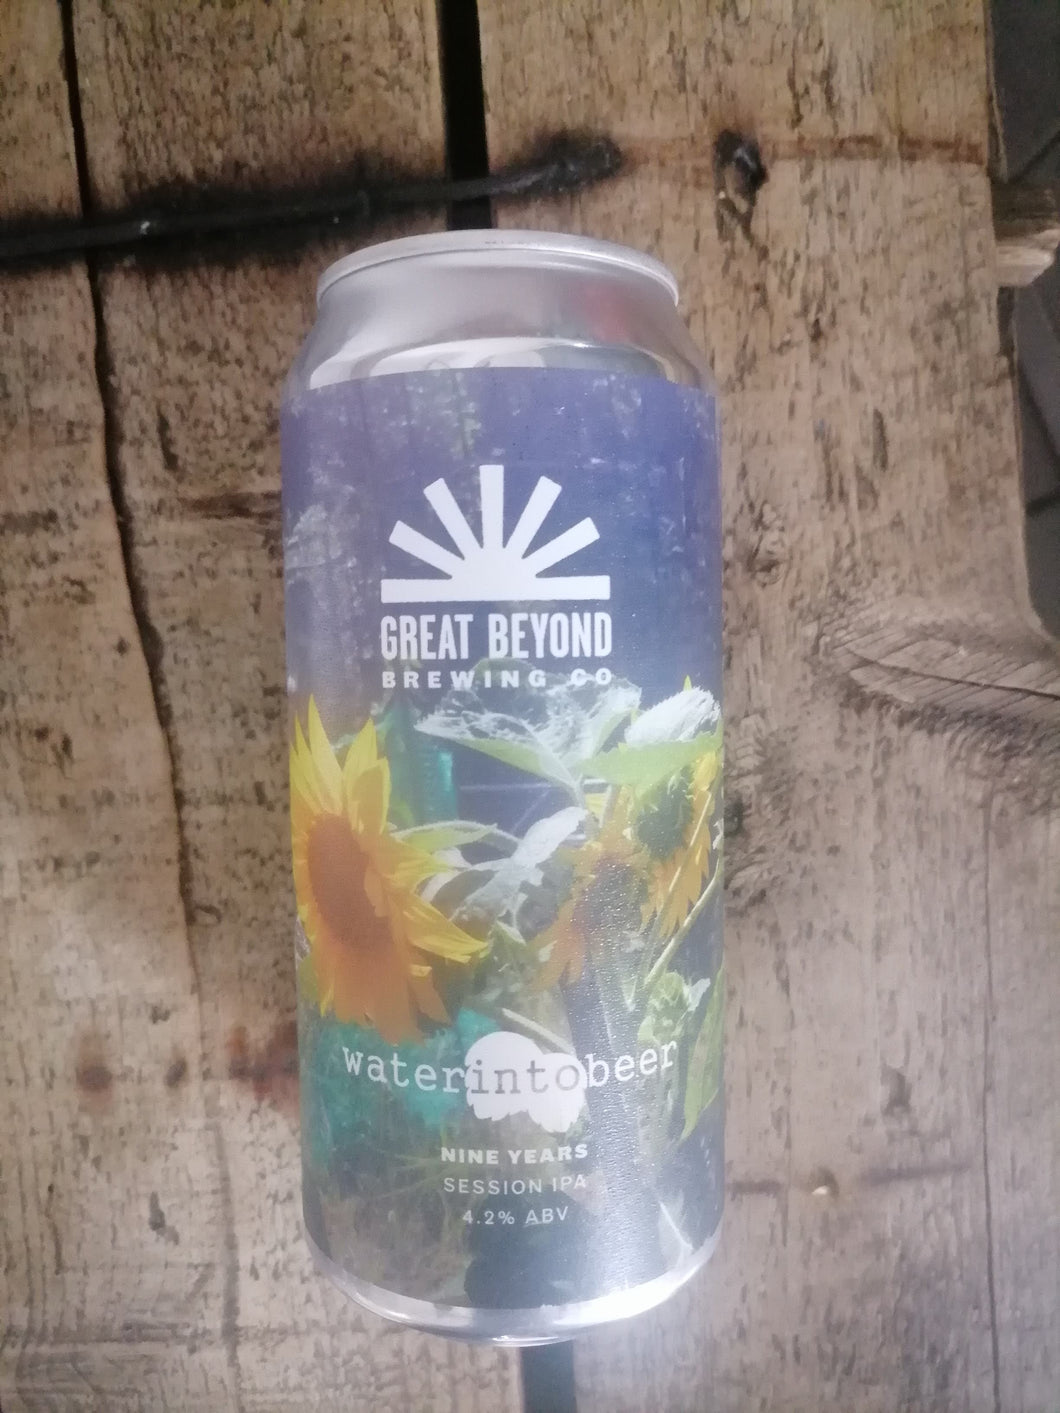 GREAT BEYOND
BREWING CO
waterintobeer
NINE YEARS
SESSION IPA
4.2% ABV